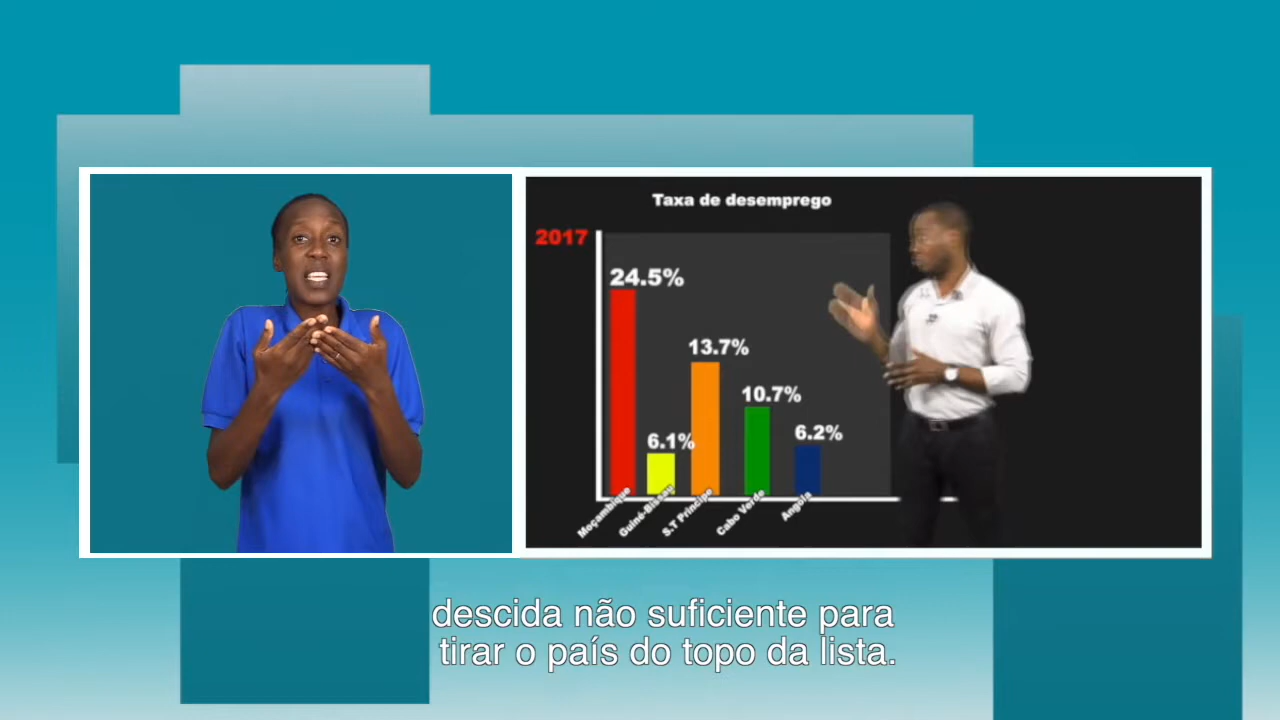 Taxa de desemprego
2017
24.5%
13.7%
10.7%
6.2%
6.1%
Moçambique
Guiné-Bissau
S.T Príncipe
Cabo Verde
Angola
descida não suficiente para
tirar o país do topo da lista.